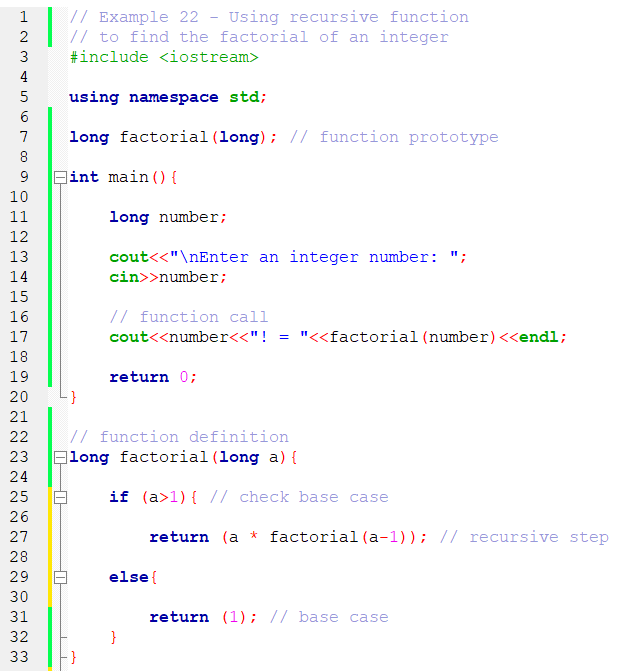 1 // Example 22 - Using recursive function
2 // to find the factorial of an integer
3 #include <iostream>
4
5 using namespace std;
6
7 long factorial(long); // function prototype
8
9 int main(){
10
11     long number;
12
13     cout<<"\nEnter an integer number: ";
14     cin>>number;
15
16     // function call
17     cout<<number<<"! = "<<factorial(number)<<endl;
18
19     return 0;
20 }
21
22 // function definition
23 long factorial(long a){
24
25     if (a>1){ // check base case
26
27         return (a * factorial(a-1)); // recursive step
28
29     else{
30
31         return (1); // base case
32     }
33 }